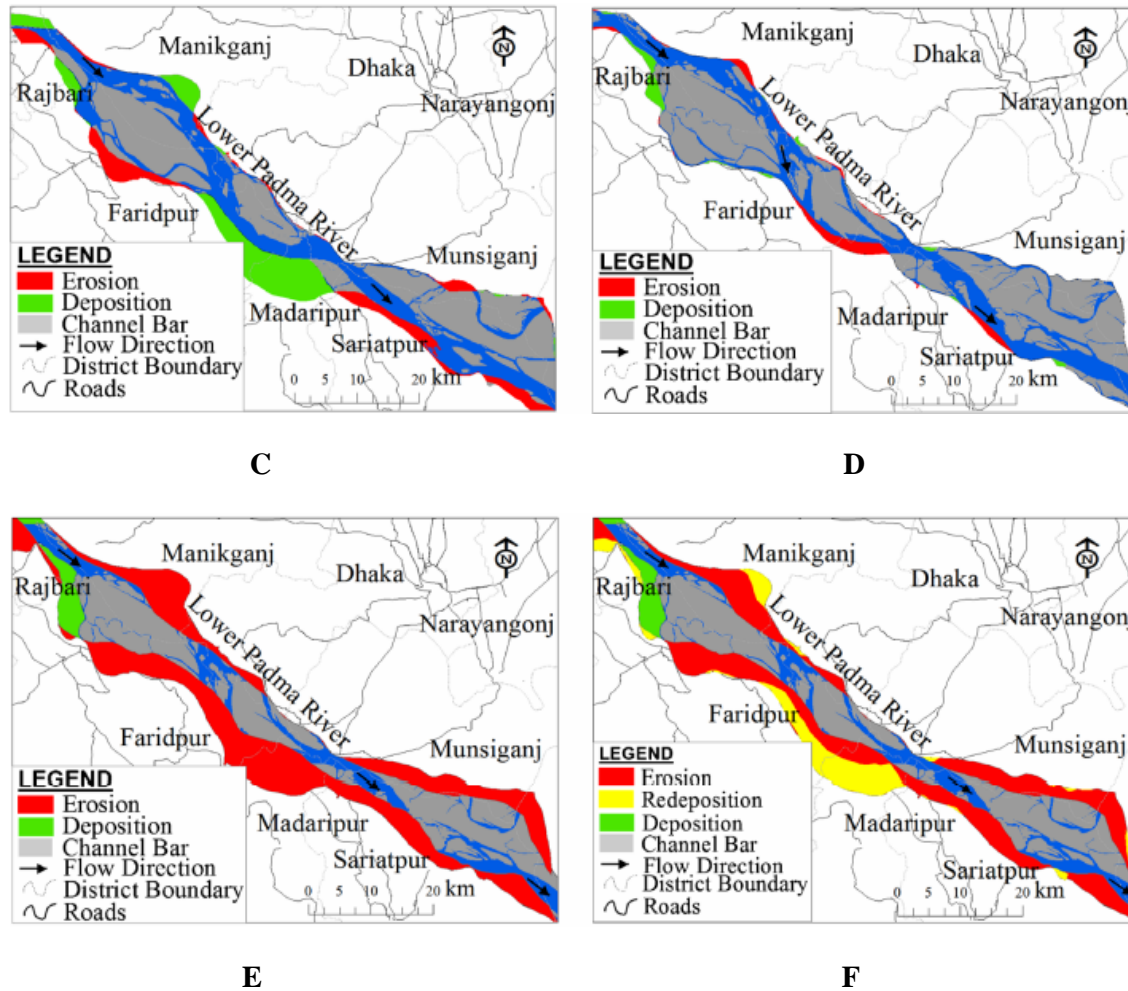 Manikganj
N
Dhaka
Rajbari
Narayangonj
Lower Padma River
Faridpur
Munsiganj
LEGEND
Erosion
Deposition
Channel Bar
Flow Direction
District Boundary
Roads
Madaripur
Sariatpur
0 5 10 20 km
C
Manikganj
N
Dhaka
Rajbari
Narayangonj
Lower Padma River
Faridpur
Munsiganj
LEGEND
Erosion
Deposition
Channel Bar
Flow Direction
District Boundary
Roads
Madaripur
Sariatpur
0 5 10 20 km
D
Manikganj
N
Dhaka
Rajbari
Narayangonj
Lower Padma River
Faridpur
Munsiganj
LEGEND
Erosion
Deposition
Channel Bar
Flow Direction
District Boundary
Roads
Madaripur
Sariatpur
0 5 10 20 km
E
Manikganj
N
Dhaka
Rajbari
Narayangonj
Lower Padma River
Faridpur
Munsiganj
LEGEND
Erosion
Redeposition
Deposition
Channel Bar
Flow Direction
District Boundary
Roads
Madaripur
Sariatpur
0 5 10 20 km
F